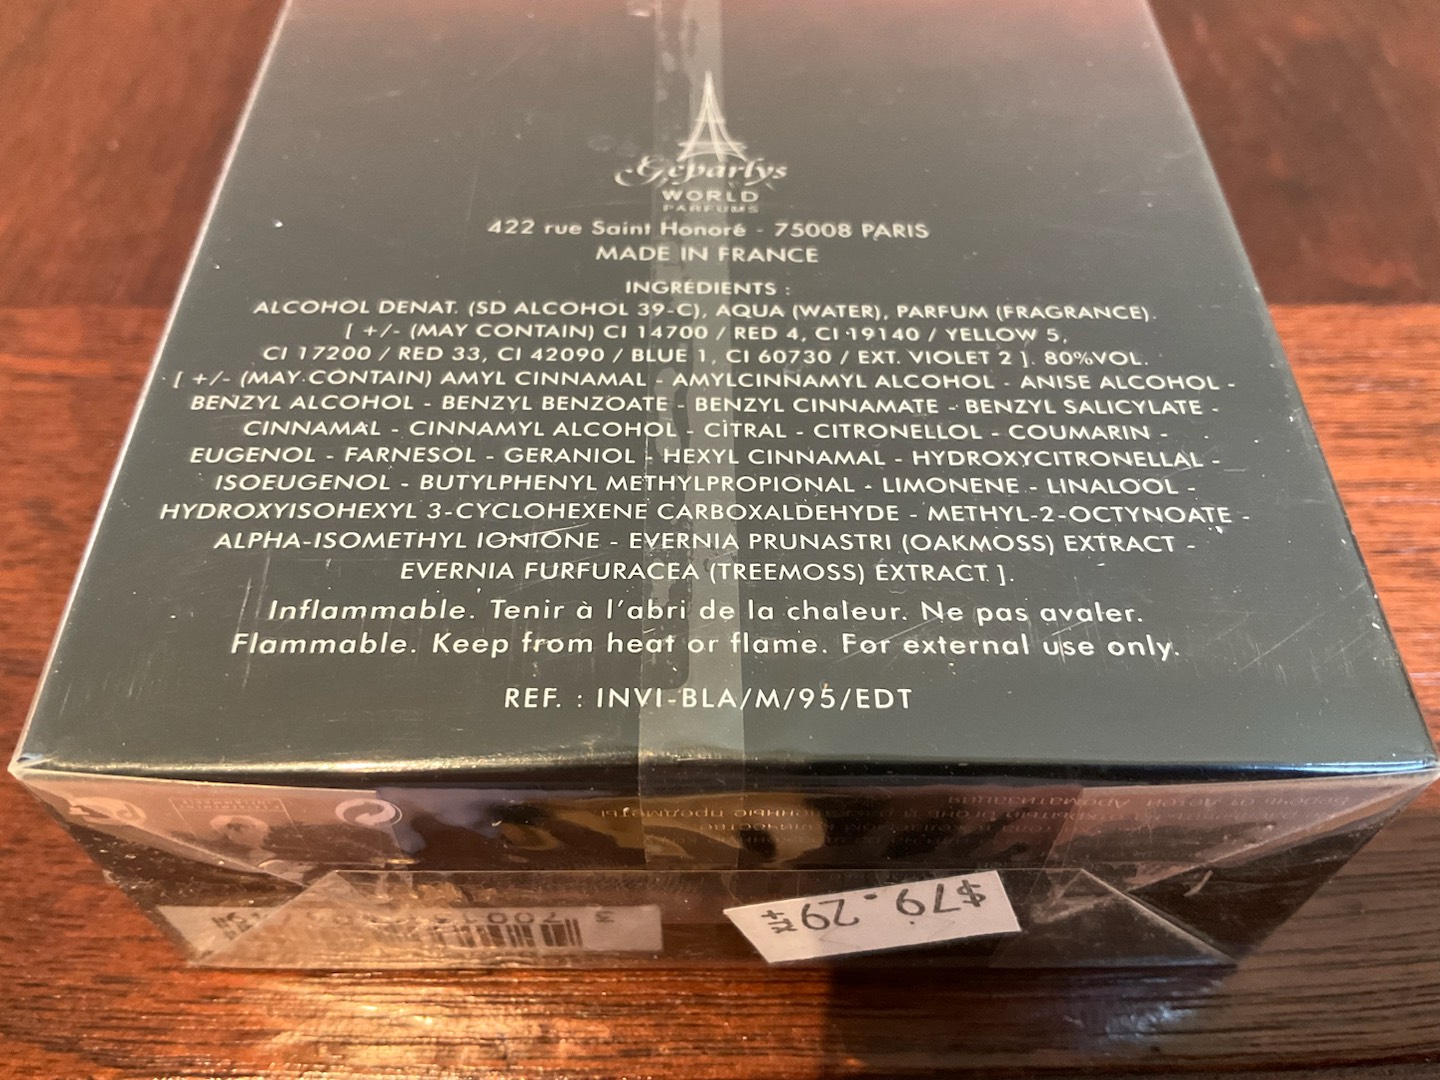 Géparlys
WORLD
PARFUMS
422 rue Saint Honoré - 75008 PARIS
MADE IN FRANCE
INGRÉDIENTS :
ALCOHOL DENAT. (SD ALCOHOL 39-C), AQUA (WATER), PARFUM (FRAGRANCE).
[ +/- (MAY CONTAIN) CI 14700 / RED 4, CI 19140 / YELLOW 5,
CI 17200 / RED 33, CI 42090 / BLUE 1, CI 60730 / EXT. VIOLET 2 ]. 80%VOL.
[ +/- (MAY CONTAIN) AMYL CINNAMAL - AMYLCINNAMYL ALCOHOL - ANISE ALCOHOL -
BENZYL ALCOHOL - BENZYL BENZOATE - BENZYL CINNAMATE - BENZYL SALICYLATE -
CINNAMAL - CINNAMYL ALCOHOL - CITRAL - CITRONELLOL - COUMARIN -
EUGENOL - FARNESOL - GERANIOL - HEXYL CINNAMAL - HYDROXYCITRONELLAL -
ISOEUGENOL - BUTYLPHENYL METHYLPROPIONAL - LIMONENE - LINALOOL -
HYDROXYISOHEXYL 3-CYCLOHEXENE CARBOXALDEHYDE - METHYL-2-OCTYNOATE -
ALPHA-ISOMETHYL IONIONE - EVERNIA PRUNASTRI (OAKMOSS) EXTRACT -
EVERNIA FURFURACEA (TREEMOSS) EXTRACT ].
Inflammable. Tenir à l'abri de la chaleur. Ne pas avaler.
Flammable. Keep from heat or flame. For external use only.
REF. : INVI-BLA/M/95/EDT
беречь от детей Ароматизация
предметы
$79.29